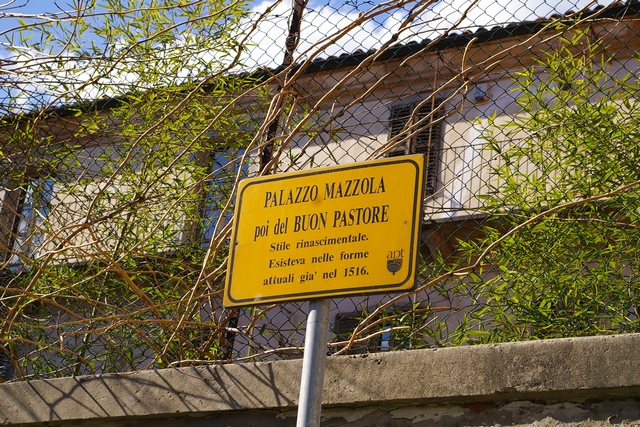 PALAZZO MAZZOLA
poi del BUON PASTORE
Stile rinascimentale.
Esisteva nelle forme
attuali gia' nel 1516.
apt